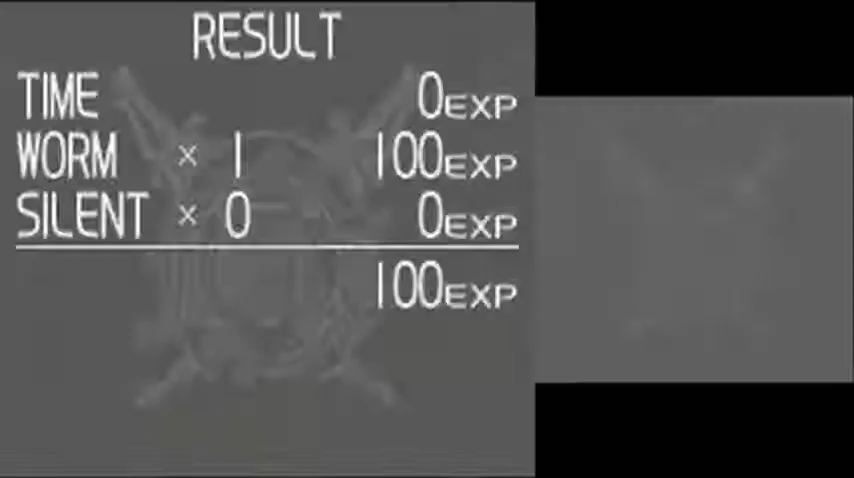 RESULT
TIME 0EXP
WORM × 1 100EXP
SILENT × 0 0EXP
100EXP